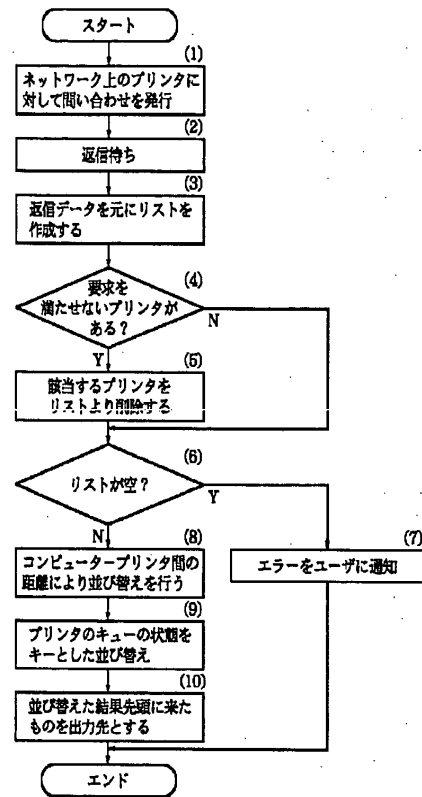 スタート
(1)
ネットワーク上のプリンタに
対して問い合わせを発行
(2)
返信待ち
(3)
返信データを元にリストを
作成する
(4)
要求を
満たせないプリンタが
ある?
N
Y
(5)
該当するプリンタを
リストより削除する
(6)
リストが空?
Y
N
(7)
エラーをユーザに通知
(8)
コンピュータープリンタ間の
距離により並び替えを行う
(9)
プリンタのキューの状態を
キーとした並び替え
(10)
並び替えた結果先頭に来た
ものを出力先とする
エンド